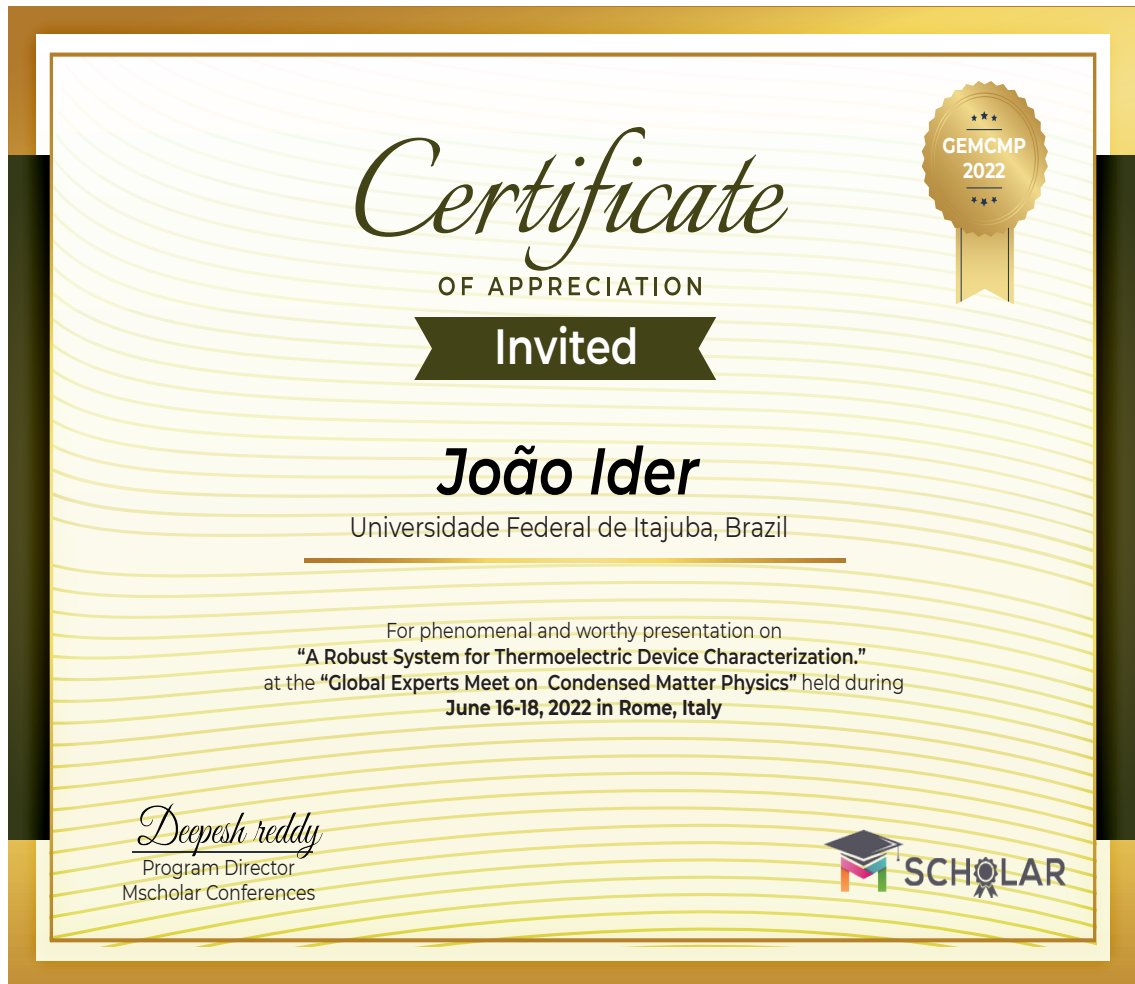 Certificate
OF APPRECIATION
GEMCMP
2022
Invited
João Ider
Universidade Federal de Itajuba, Brazil
For phenomenal and worthy presentation on
“A Robust System for Thermoelectric Device Characterization.”
at the “Global Experts Meet on  Condensed Matter Physics” held during
June 16-18, 2022 in Rome, Italy
Deepesh reddy
Program Director
Mscholar Conferences
M SCHOLAR